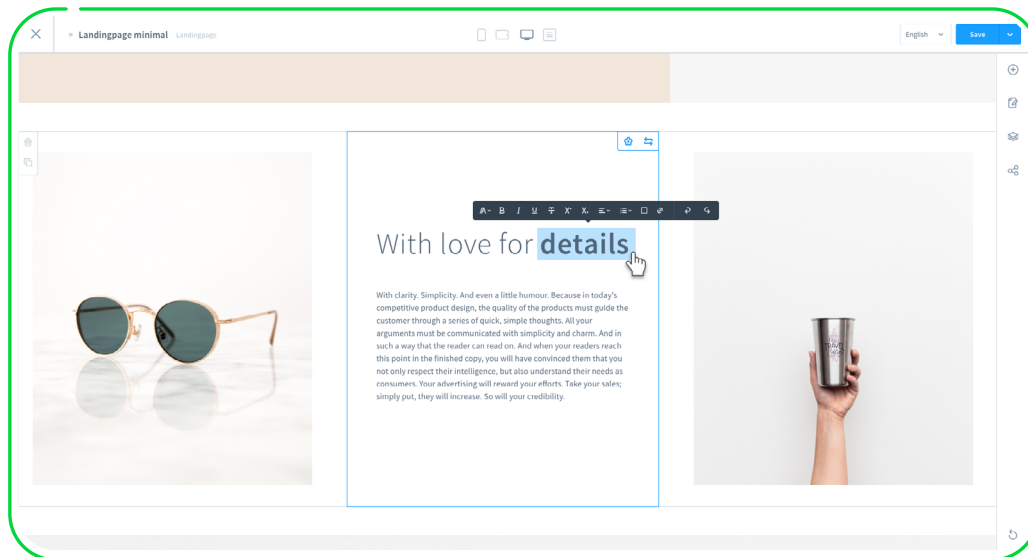 Landingpage minimal Landingpage
English
Save
A B I U T X' X,
With love for details
With clarity. Simplicity. And even a little humour. Because in today's
competitive product design, the quality of the products must guide the
customer through a series of quick, simple thoughts. All your
arguments must be communicated with simplicity and charm. And in
such a way that the reader can read on. And when your readers reach
this point in the finished copy, you will have convinced them that you
not only respect their intelligence, but also understand their needs as
consumers. Your advertising will reward your efforts. Take your sales;
simply put, they will increase. So will your credibility.
TRAVEL